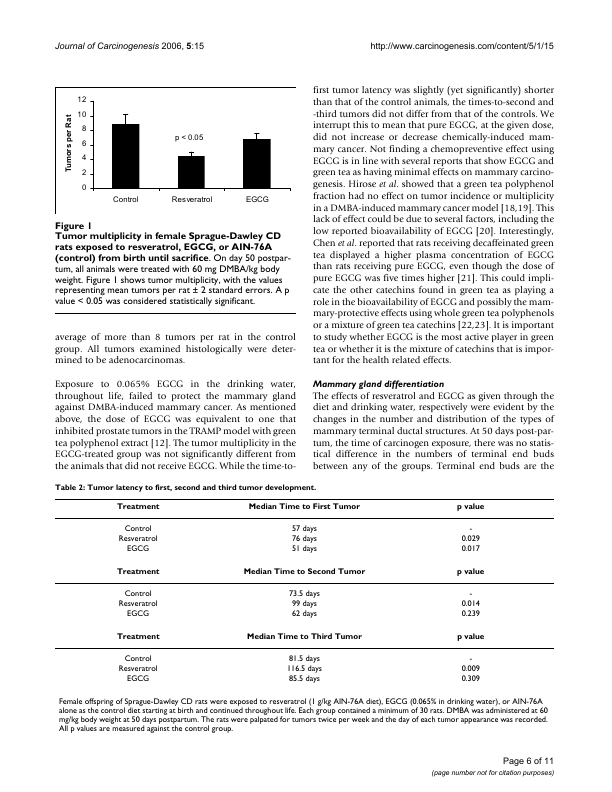 Journal of Carcinogenesis 2006, 5:15
http://www.carcinogenesis.com/content/5/1/15
Tumors per Rat
12
10
8
6
4
2
0
p < 0.05
Control
Resveratrol
EGCG
Figure 1
Tumor multiplicity in female Sprague-Dawley CD
rats exposed to resveratrol, EGCG, or AIN-76A
(control) from birth until sacrifice. On day 50 postpar-
tum, all animals were treated with 60 mg DMBA/kg body
weight. Figure 1 shows tumor multiplicity, with the values
representing mean tumors per rat ± 2 standard errors. A p
value < 0.05 was considered statistically significant.
average of more than 8 tumors per rat in the control
group. All tumors examined histologically were deter-
mined to be adenocarcinomas.
Exposure to 0.065% EGCG in the drinking water,
throughout life, failed to protect the mammary gland
against DMBA-induced mammary cancer. As mentioned
above, the dose of EGCG was equivalent to one that
inhibited prostate tumors in the TRAMP model with green
tea polyphenol extract [12]. The tumor multiplicity in the
EGCG-treated group was not significantly different from
the animals that did not receive EGCG. While the time-to-
first tumor latency was slightly (yet significantly) shorter
than that of the control animals, the times-to-second and
-third tumors did not differ from that of the controls. We
interrupt this to mean that pure EGCG, at the given dose,
did not increase or decrease chemically-induced mam-
mary cancer. Not finding a chemopreventive effect using
EGCG is in line with several reports that show EGCG and
green tea as having minimal effects on mammary carcino-
genesis. Hirose et al. showed that a green tea polyphenol
fraction had no effect on tumor incidence or multiplicity
in a DMBA-induced mammary cancer model [18,19]. This
lack of effect could be due to several factors, including the
low reported bioavailability of EGCG [20]. Interestingly,
Chen et al. reported that rats receiving decaffeinated green
tea displayed a higher plasma concentration of EGCG
than rats receiving pure EGCG, even though the dose of
pure EGCG was five times higher [21]. This could impli-
cate the other catechins found in green tea as playing a
role in the bioavailability of EGCG and possibly the mam-
mary-protective effects using whole green tea polyphenols
or a mixture of green tea catechins [22,23]. It is important
to study whether EGCG is the most active player in green
tea or whether it is the mixture of catechins that is impor-
tant for the health related effects.
Mammary gland differentiation
The effects of resveratrol and EGCG as given through the
diet and drinking water, respectively were evident by the
changes in the number and distribution of the types of
mammary terminal ductal structures. At 50 days post-par-
tum, the time of carcinogen exposure, there was no statis-
tical difference in the numbers of terminal end buds
between any of the groups. Terminal end buds are the
Table 2: Tumor latency to first, second and third tumor development.
Treatment Median Time to First Tumor p value
Control 57 days -
Resveratrol 76 days 0.029
EGCG 51 days 0.017
Treatment Median Time to Second Tumor p value
Control 73.5 days -
Resveratrol 99 days 0.014
EGCG 62 days 0.239
Treatment Median Time to Third Tumor p value
Control 81.5 days -
Resveratrol 116.5 days 0.009
EGCG 85.5 days 0.309
Female offspring of Sprague-Dawley CD rats were exposed to resveratrol (1 g/kg AIN-76A diet), EGCG (0.065% in drinking water), or AIN-76A
alone as the control diet starting at birth and continued throughout life. Each group contained a minimum of 30 rats. DMBA was administered at 60
mg/kg body weight at 50 days postpartum. The rats were palpated for tumors twice per week and the day of each tumor appearance was recorded.
All p values are measured against the control group.
Page 6 of 11
(page number not for citation purposes)